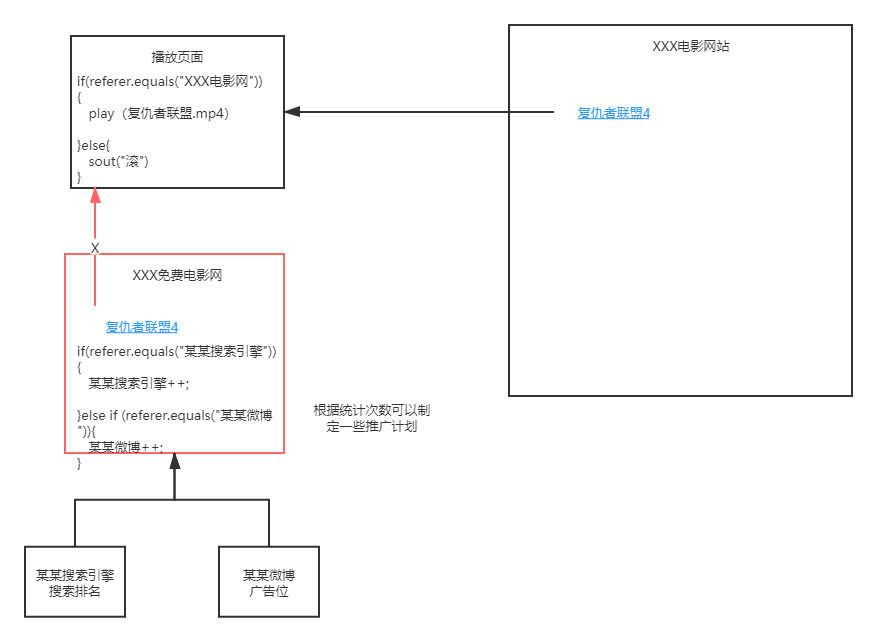 播放页面
if(referer.equals("XXX电影网"))
{
play（复仇者联盟.mp4）
}else{
sout("滚")
}
XXX电影网站
复仇者联盟4
X
XXX免费电影网
复仇者联盟4
if(referer.equals("某某搜索引擎"))
{
某某搜索引擎++;
}else if (referer.equals("某某微博
")){
某某微博++;
}
根据统计次数可以制
定一些推广计划
某某搜索引擎
搜索排名
某某微博
广告位